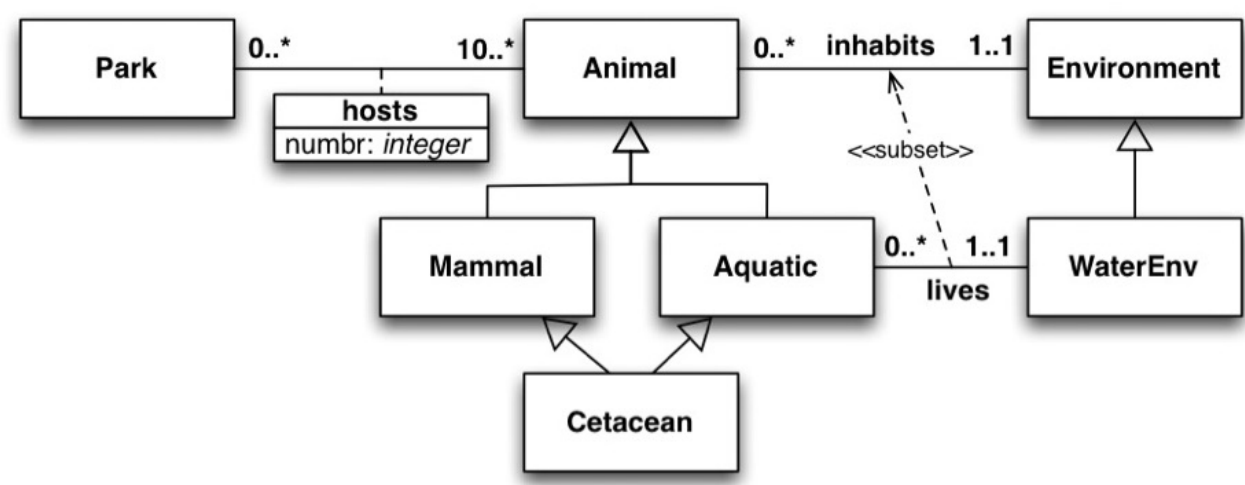 Park
0..*
10..*
Animal
0..*
inhabits
1..1
Environment
hosts
numbr: integer
<<subset>>
Mammal
Aquatic
0..*
1..1
lives
WaterEnv
Cetacean